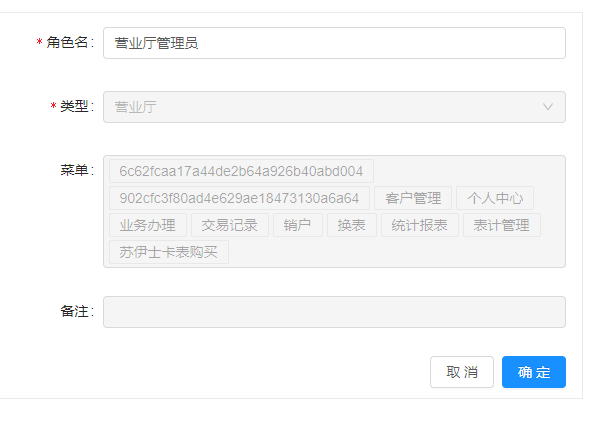 * 角色名: 营业厅管理员
* 类型: 营业厅
菜单: 6c62fcaa17a44de2b64a926b40abd004
902cfc3f80ad4e629ae18473130a6a64 客户管理 个人中心
业务办理 交易记录 销户 换表 统计报表 表计管理
苏伊士卡表购买
备注:
取 消 确 定